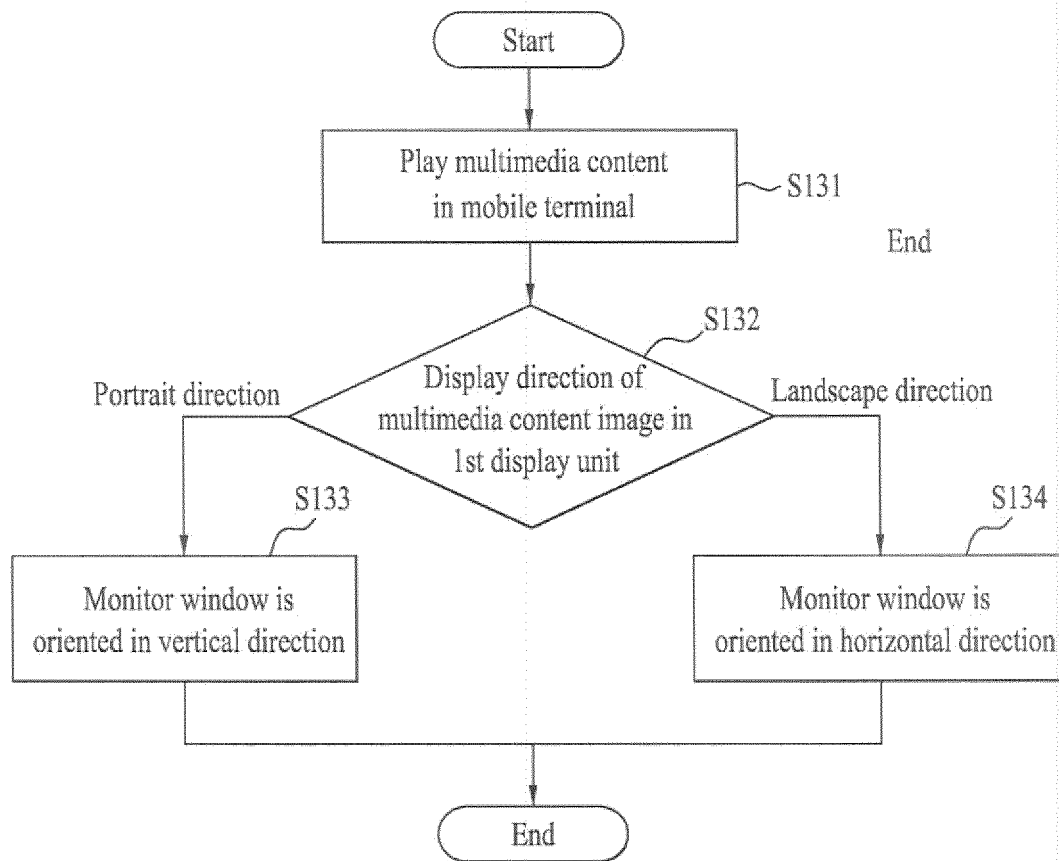 Start
Play multimedia content
in mobile terminal
S131
End
S132
Portrait direction
Display direction of
multimedia content image in
1st display unit
Landscape direction
S133
S134
Monitor window is
oriented in vertical direction
Monitor window is
oriented in horizontal direction
End